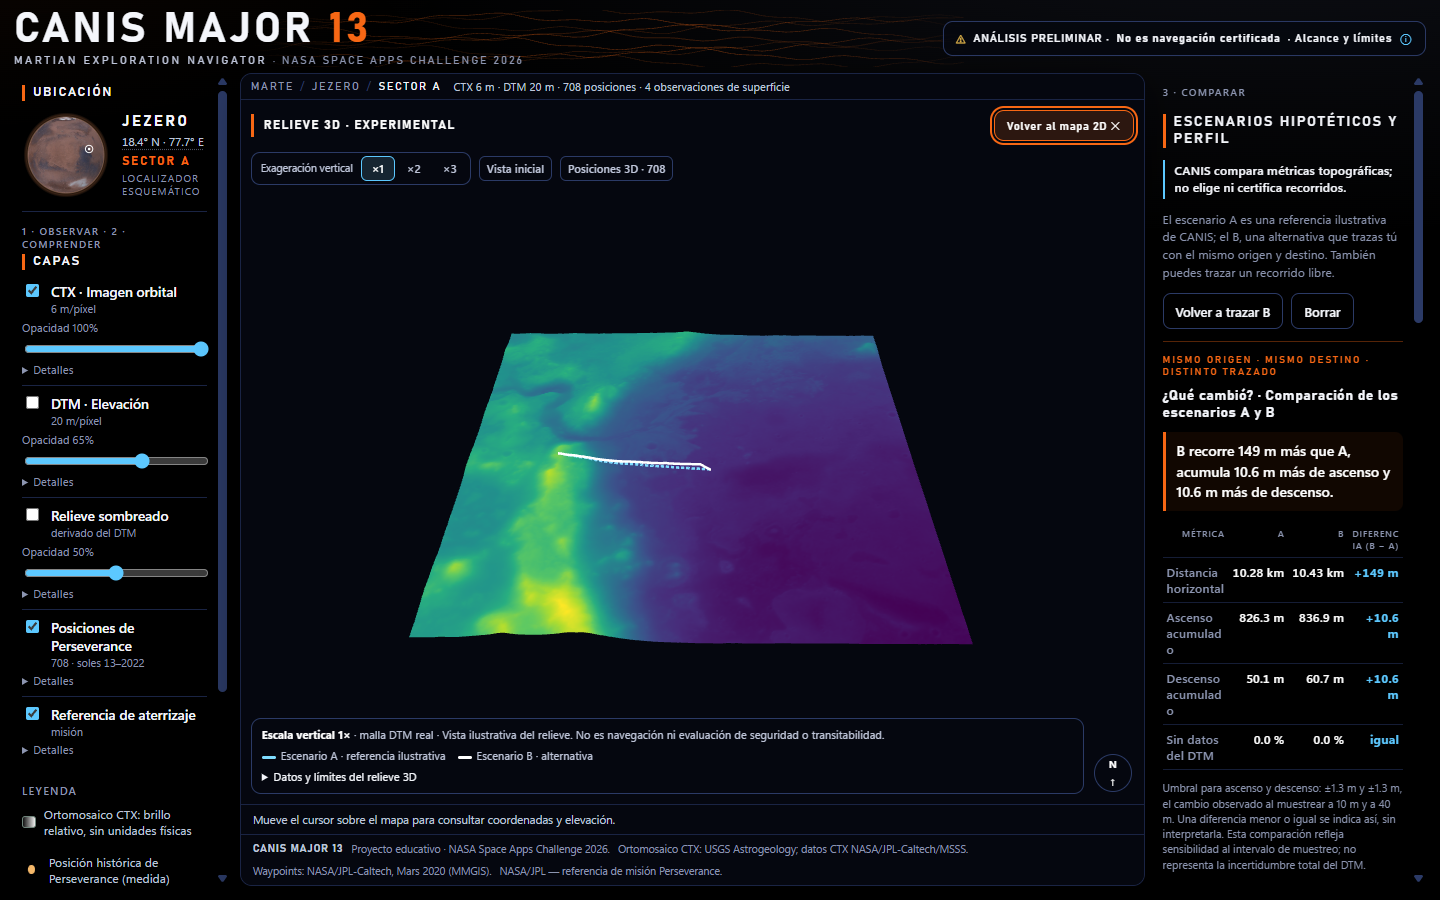 CANIS MAJOR 13
MARTIAN EXPLORATION NAVIGATOR · NASA SPACE APPS CHALLENGE 2026
⚠ ANÁLISIS PRELIMINAR · No es navegación certificada · Alcance y límites ⓘ
UBICACIÓN
JEZERO
18.4° N · 77.7° E
SECTOR A
LOCALIZADOR
ESQUEMÁTICO
1 · OBSERVAR · 2 ·
COMPRENDER
CAPAS
CTX · Imagen orbital
6 m/píxel
Opacidad 100%
▶ Detalles
DTM · Elevación
20 m/píxel
Opacidad 65%
▶ Detalles
Relieve sombreado
derivado del DTM
Opacidad 50%
▶ Detalles
Posiciones de
Perseverance
708 · soles 13–2022
▶ Detalles
Referencia de aterrizaje
misión
▶ Detalles
LEYENDA
Ortomosaico CTX: brillo
relativo, sin unidades físicas
Posición histórica de
Perseverance (medida)
MARTE / JEZERO / SECTOR A CTX 6 m · DTM 20 m · 708 posiciones · 4 observaciones de superficie
RELIEVE 3D · EXPERIMENTAL
Volver al mapa 2D ✕
Exageración vertical ×1 ×2 ×3
Vista inicial
Posiciones 3D · 708
Escala vertical 1× · malla DTM real · Vista ilustrativa del relieve. No es navegación ni evaluación de seguridad o transitabilidad.
Escenario A · referencia ilustrativa Escenario B · alternativa
▶ Datos y límites del relieve 3D
N
↑
Mueve el cursor sobre el mapa para consultar coordenadas y elevación.
CANIS MAJOR 13 Proyecto educativo · NASA Space Apps Challenge 2026. Ortomosaico CTX: USGS Astrogeology; datos CTX NASA/JPL-Caltech/MSSS.
Waypoints: NASA/JPL-Caltech, Mars 2020 (MMGIS). NASA/JPL — referencia de misión Perseverance.
3 · COMPARAR
ESCENARIOS HIPOTÉTICOS Y
PERFIL
CANIS compara métricas topográficas;
no elige ni certifica recorridos.
El escenario A es una referencia ilustrativa
de CANIS; el B, una alternativa que trazas tú
con el mismo origen y destino. También
puedes trazar un recorrido libre.
Volver a trazar B
Borrar
MISMO ORIGEN · MISMO DESTINO ·
DISTINTO TRAZADO
¿Qué cambió? · Comparación de los
escenarios A y B
B recorre 149 m más que A,
acumula 10.6 m más de ascenso y
10.6 m más de descenso.
MÉTRICA A B DIFERENC
IA (B − A)
Distancia 10.28 km 10.43 km +149 m
horizontal
Ascenso 826.3 m 836.9 m +10.6
acumulad m
o
Descenso 50.1 m 60.7 m +10.6
acumulad m
o
Sin datos 0.0 % 0.0 % igual
del DTM
Umbral para ascenso y descenso: ±1.3 m y ±1.3 m,
el cambio observado al muestrear a 10 m y a 40
m. Una diferencia menor o igual se indica así, sin
interpretarla. Esta comparación refleja
sensibilidad al intervalo de muestreo; no
representa la incertidumbre total del DTM.